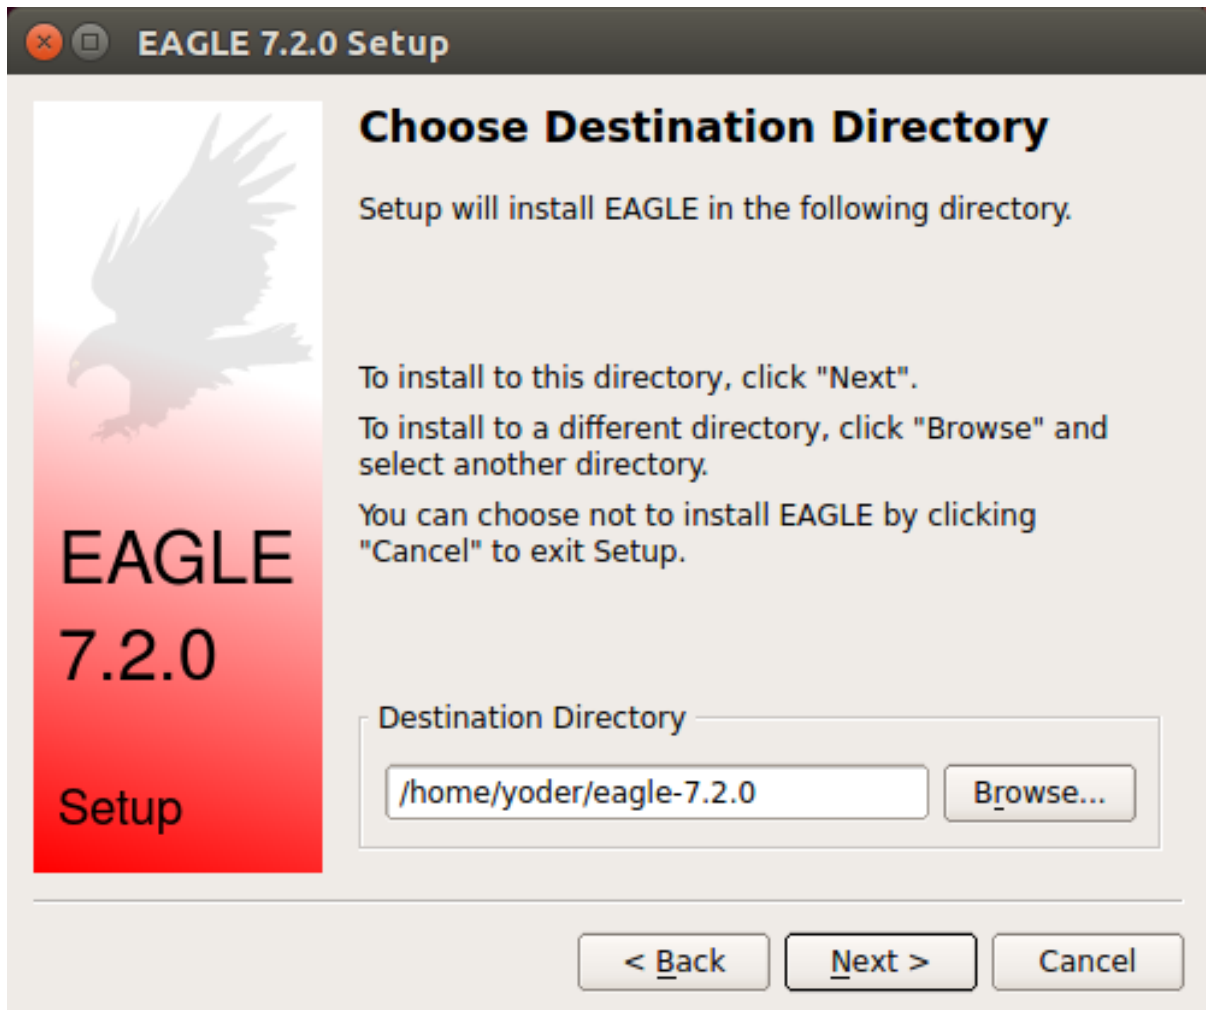 EAGLE 7.2.0 Setup
Choose Destination Directory
Setup will install EAGLE in the following directory.
To install to this directory, click "Next".
To install to a different directory, click "Browse" and
select another directory.
You can choose not to install EAGLE by clicking
"Cancel" to exit Setup.
EAGLE
7.2.0
Setup
Destination Directory
/home/yoder/eagle-7.2.0
Browse...
< Back
Next >
Cancel